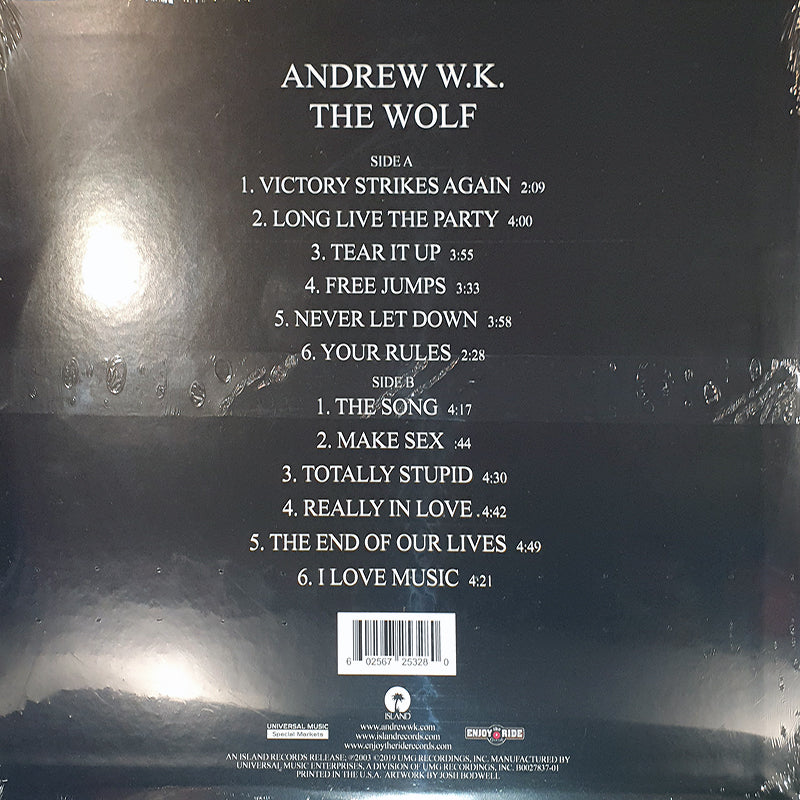 ANDREW W.K.
THE WOLF
SIDE A
1. VICTORY STRIKES AGAIN 2:09
2. LONG LIVE THE PARTY 4:00
3. TEAR IT UP 3:55
4. FREE JUMPS 3:33
5. NEVER LET DOWN 3:58
6. YOUR RULES 2:28
SIDE B
1. THE SONG 4:17
2. MAKE SEX :44
3. TOTALLY STUPID 4:30
4. REALLY IN LOVE 4:42
5. THE END OF OUR LIVES 4:49
6. I LOVE MUSIC 4:21
6 02567 25328 0
ISLAND
UNIVERSAL MUSIC
Special Markets
www.andrewwk.com
www.islandrecords.com
www.enjoytheriderecords.com
ENJOY RIDE
AN ISLAND RECORDS RELEASE; ℗2003 ©2019 UMG RECORDINGS, INC. MANUFACTURED BY
UNIVERSAL MUSIC ENTERPRISES, A DIVISION OF UMG RECORDINGS, INC. B0027837-01
PRINTED IN THE U.S.A. ARTWORK BY JOSH BODWELL